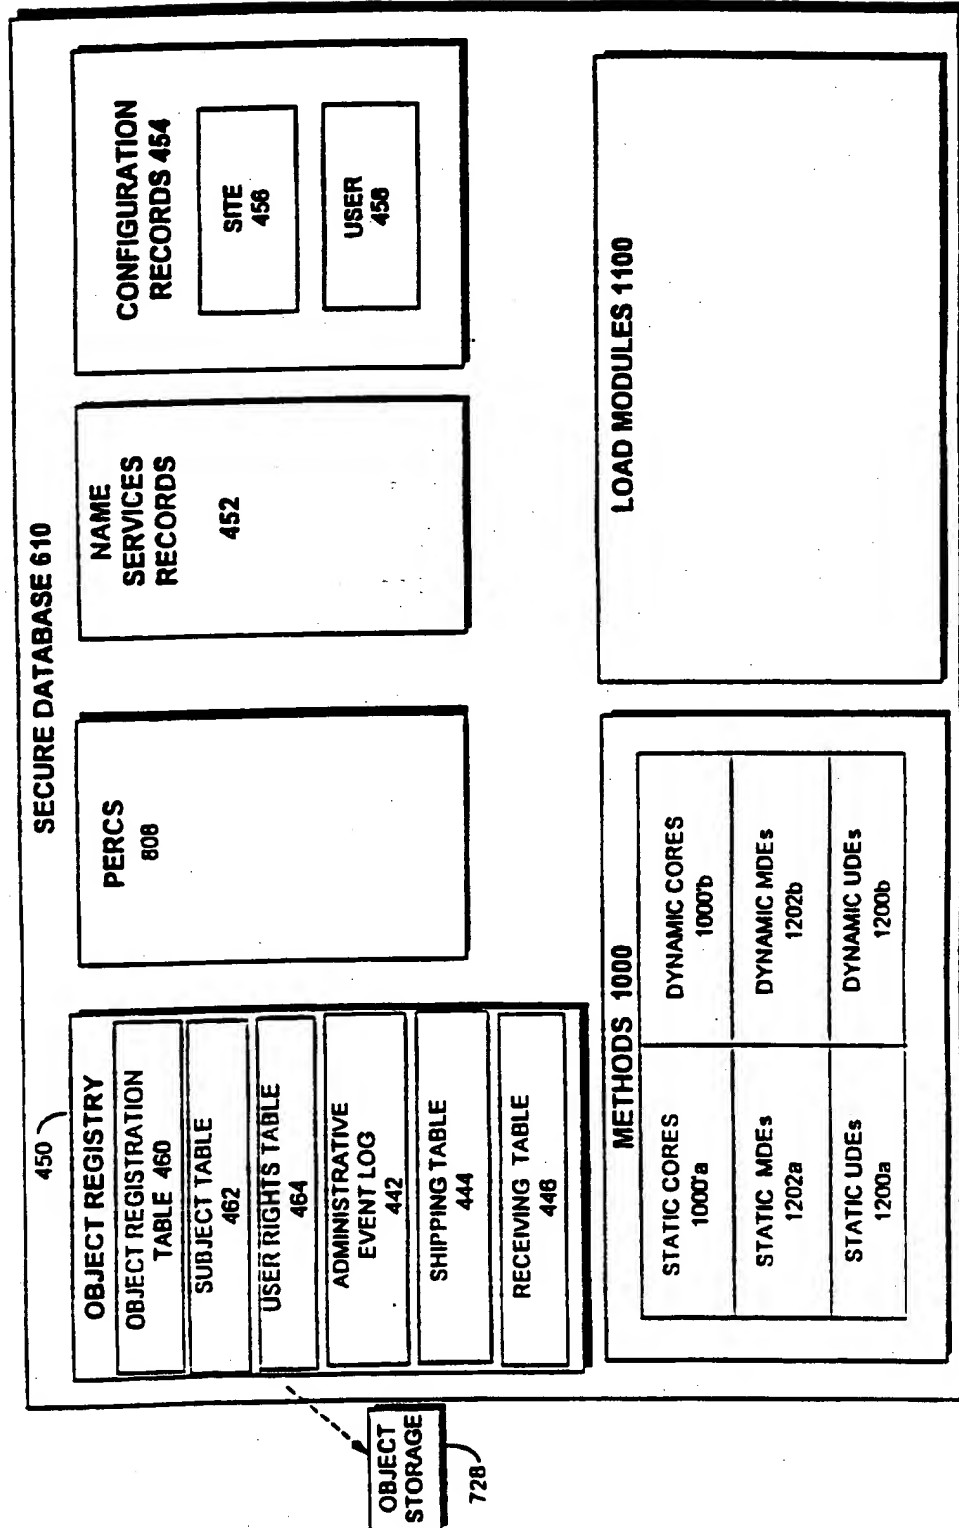 SECURE DATABASE 610
450
OBJECT REGISTRY
OBJECT REGISTRATION
TABLE 460
SUBJECT TABLE
462
USER RIGHTS TABLE
464
ADMINISTRATIVE
EVENT LOG
442
SHIPPING TABLE
444
RECEIVING TABLE
446
OBJECT
STORAGE
728
PERCS
808
NAME
SERVICES
RECORDS
452
CONFIGURATION
RECORDS 454
SITE
456
USER
458
METHODS 1000
STATIC CORES
1000'a
DYNAMIC CORES
1000'b
STATIC MDEs
1202a
DYNAMIC MDEs
1202b
STATIC UDEs
1200a
DYNAMIC UDEs
1200b
LOAD MODULES 1100